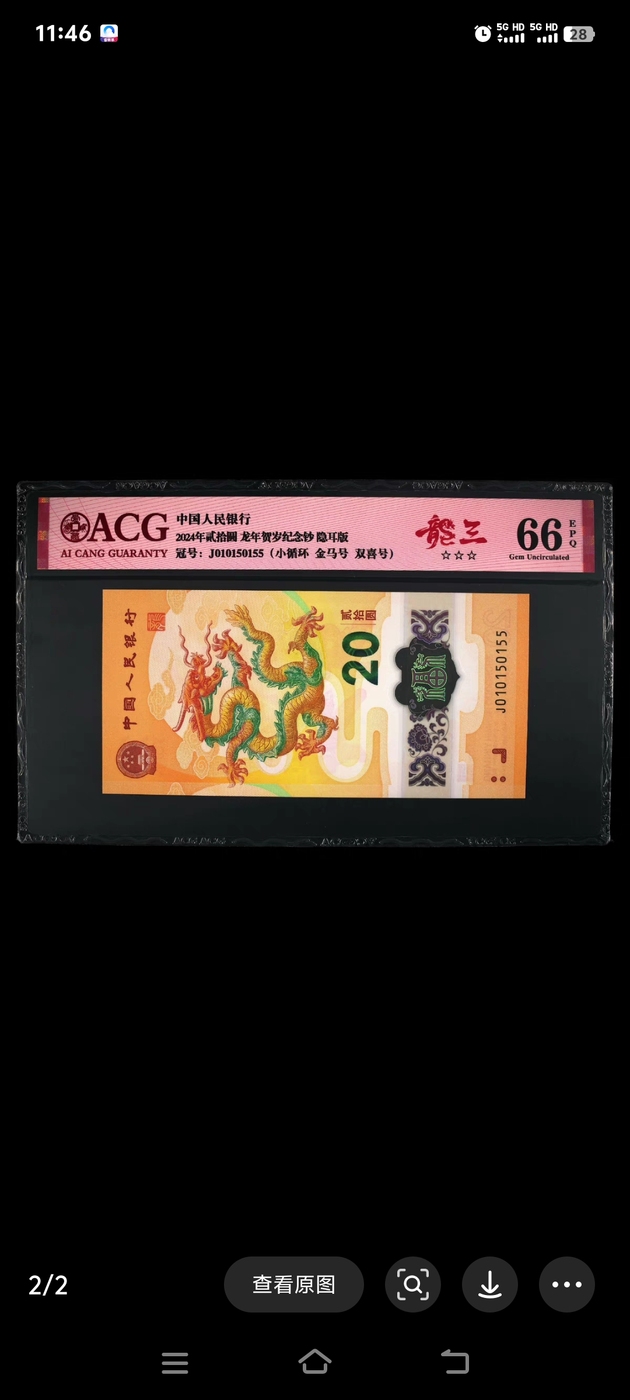 11:46
5G HD 5G HD 28
ACG
AI CANG GUARANTY
中国人民银行
2024年贰拾圆 龙年贺岁纪念钞 隐耳版
冠号：J010150155（小循环 金马号 双喜号）
龍三
☆☆☆
66
EPQ
Gem Uncirculated
中国人民银行
贰拾圆
20
J010150155
2/2
查看原图